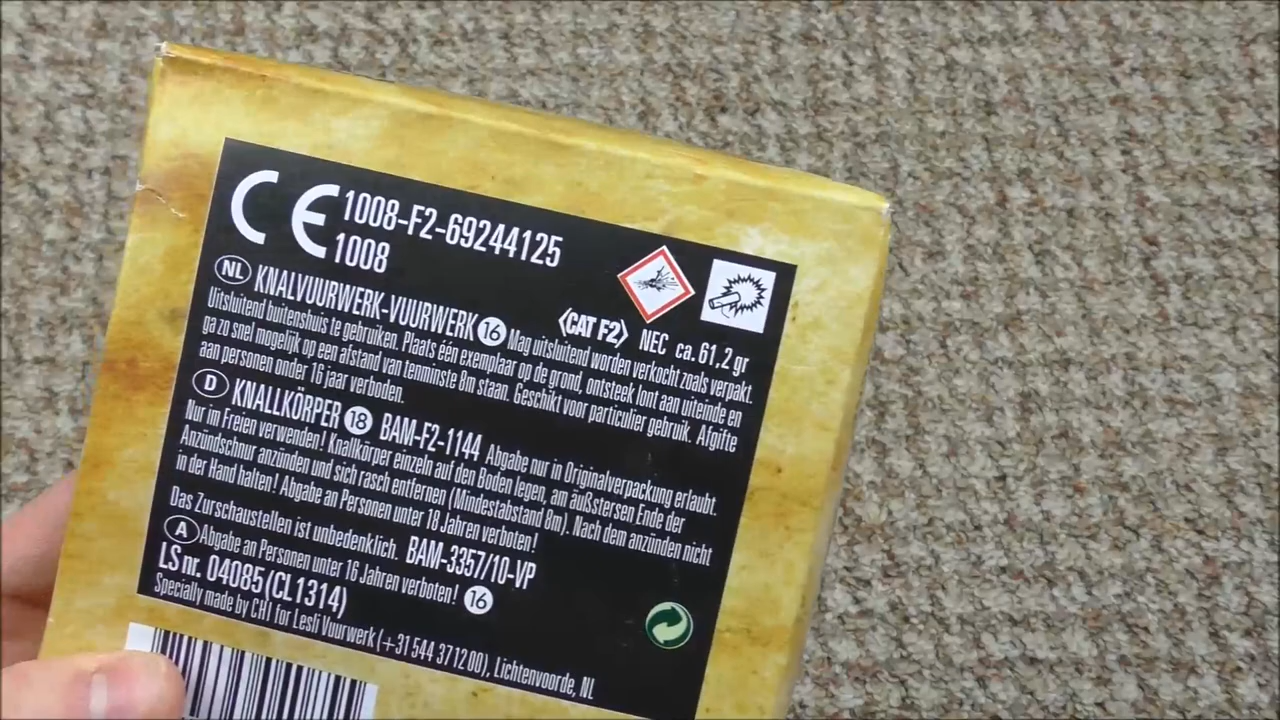 CE 1008-F2-69244125
1008
NL KNALVUURWERK-VUURWERK 16 <CAT F2> NEC ca. 61,2 gr
Uitsluitend buitenshuis te gebruiken. Plaats één exemplaar op de grond, ontsteek lont aan uiteinde en
ga zo snel mogelijk op een afstand van tenminste 8m staan. Geschikt voor particulier gebruik. Afgifte
aan personen onder 16 jaar verboden. Mag uitsluitend worden verkocht zoals verpakt.
D KNALLKÖRPER 18 BAM-F2-1144 Abgabe nur in Originalverpackung erlaubt.
Nur im Freien verwenden! Knallkörper einzeln auf den Boden legen, am äußstersen Ende der
Anzündschnur anzünden und sich rasch entfernen (Mindestabstand 8m). Nach dem anzünden nicht
in der Hand halten! Abgabe an Personen unter 18 Jahren verboten!
Das Zurschaustellen ist unbedenklich. BAM-3357/10-VP
A Abgabe an Personen unter 16 Jahren verboten! 16
LS nr. 04085(CL1314)
Specially made by CHI for Lesli Vuurwerk (+31 544 37 12 00), Lichtenvoorde, NL